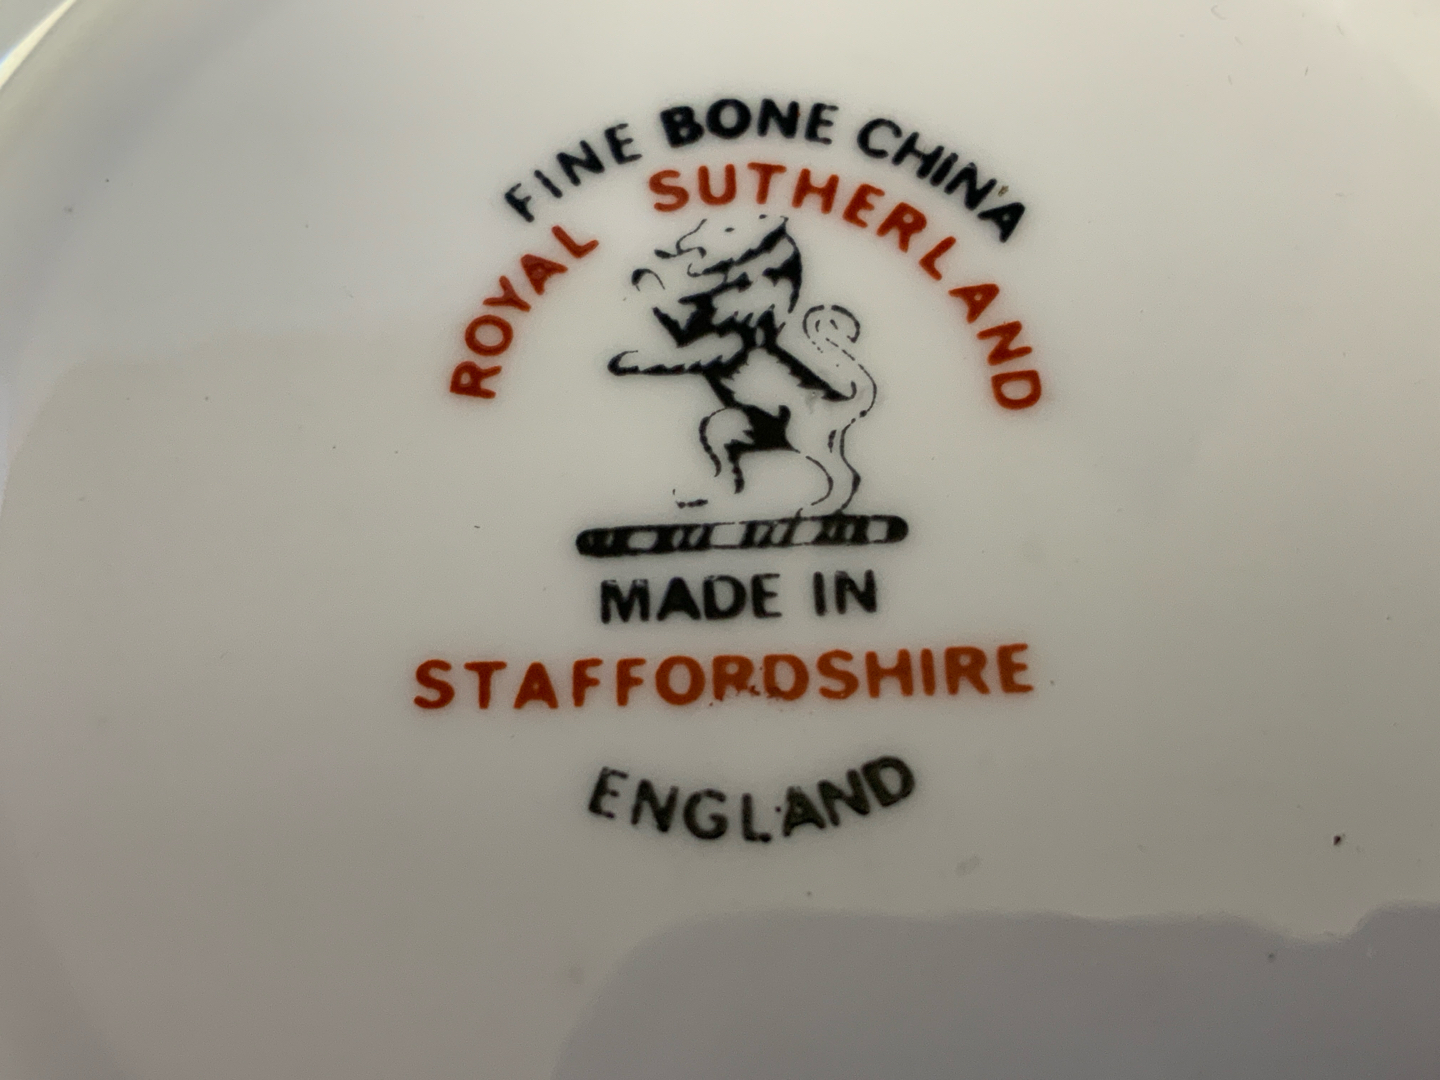 FINE BONE CHINA
ROYAL SUTHERLAND
MADE IN
STAFFORDSHIRE
ENGLAND